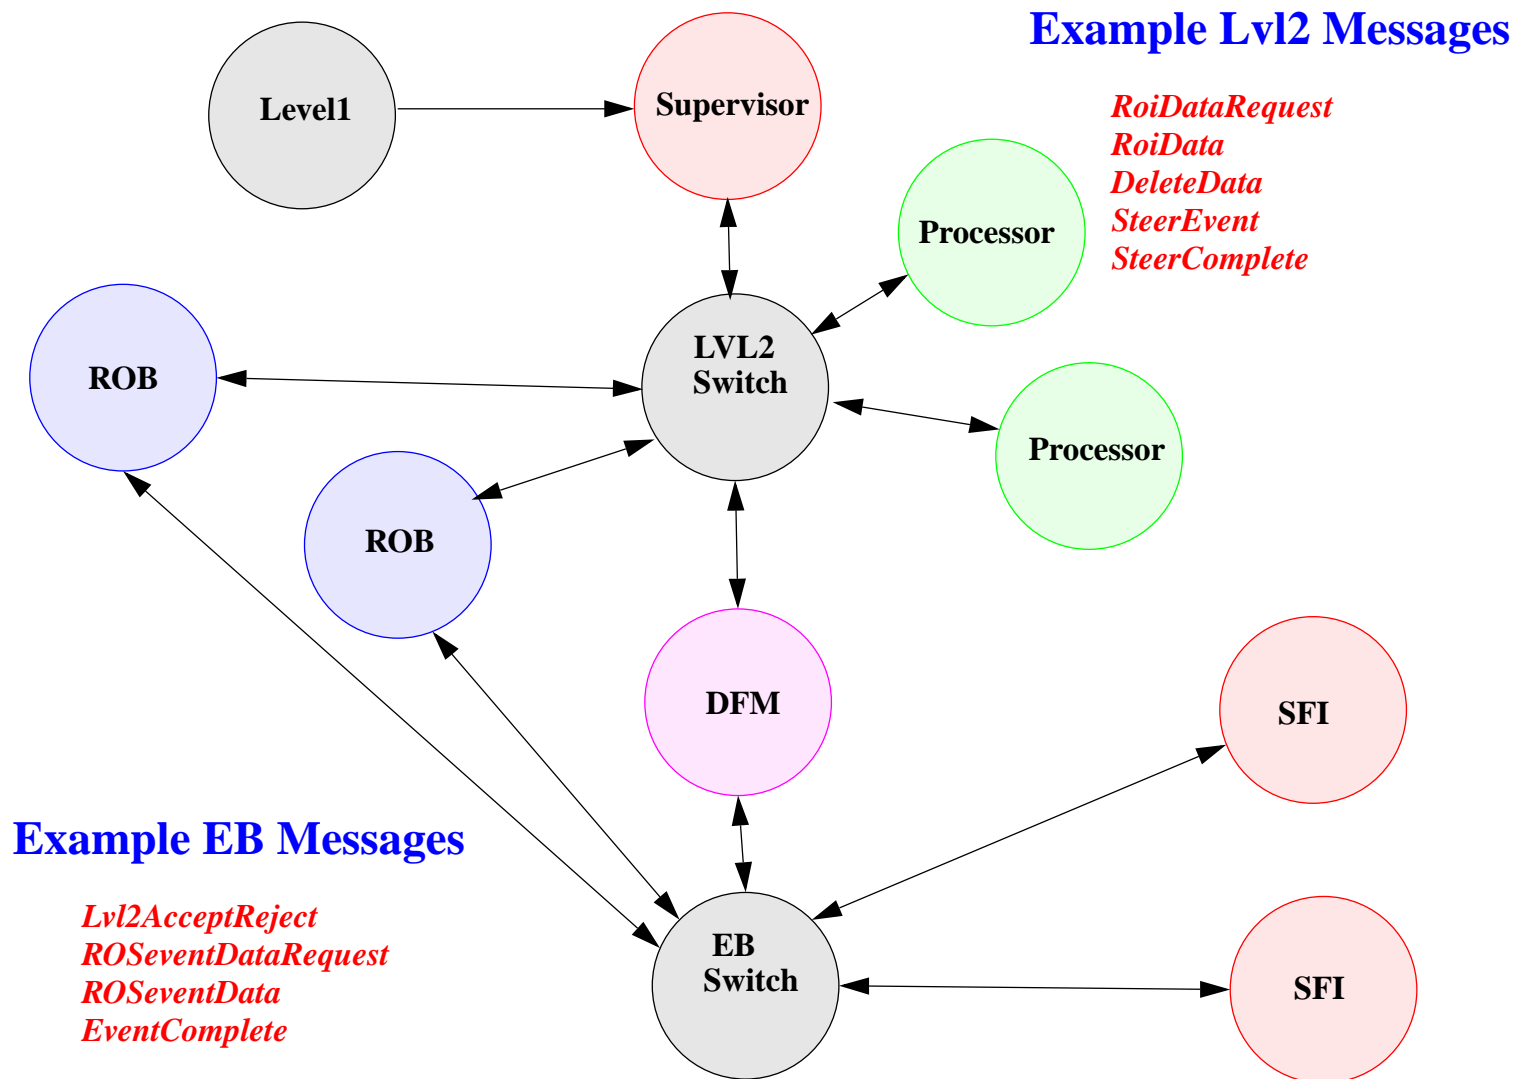 Example Lvl2 Messages
Level1
Supervisor
RoiDataRequest
RoiData
DeleteData
SteerEvent
SteerComplete
Processor
LVL2
Switch
ROB
Processor
ROB
DFM
SFI
Example EB Messages
Lvl2AcceptReject
ROSeventDataRequest
ROSeventData
EventComplete
EB
Switch
SFI